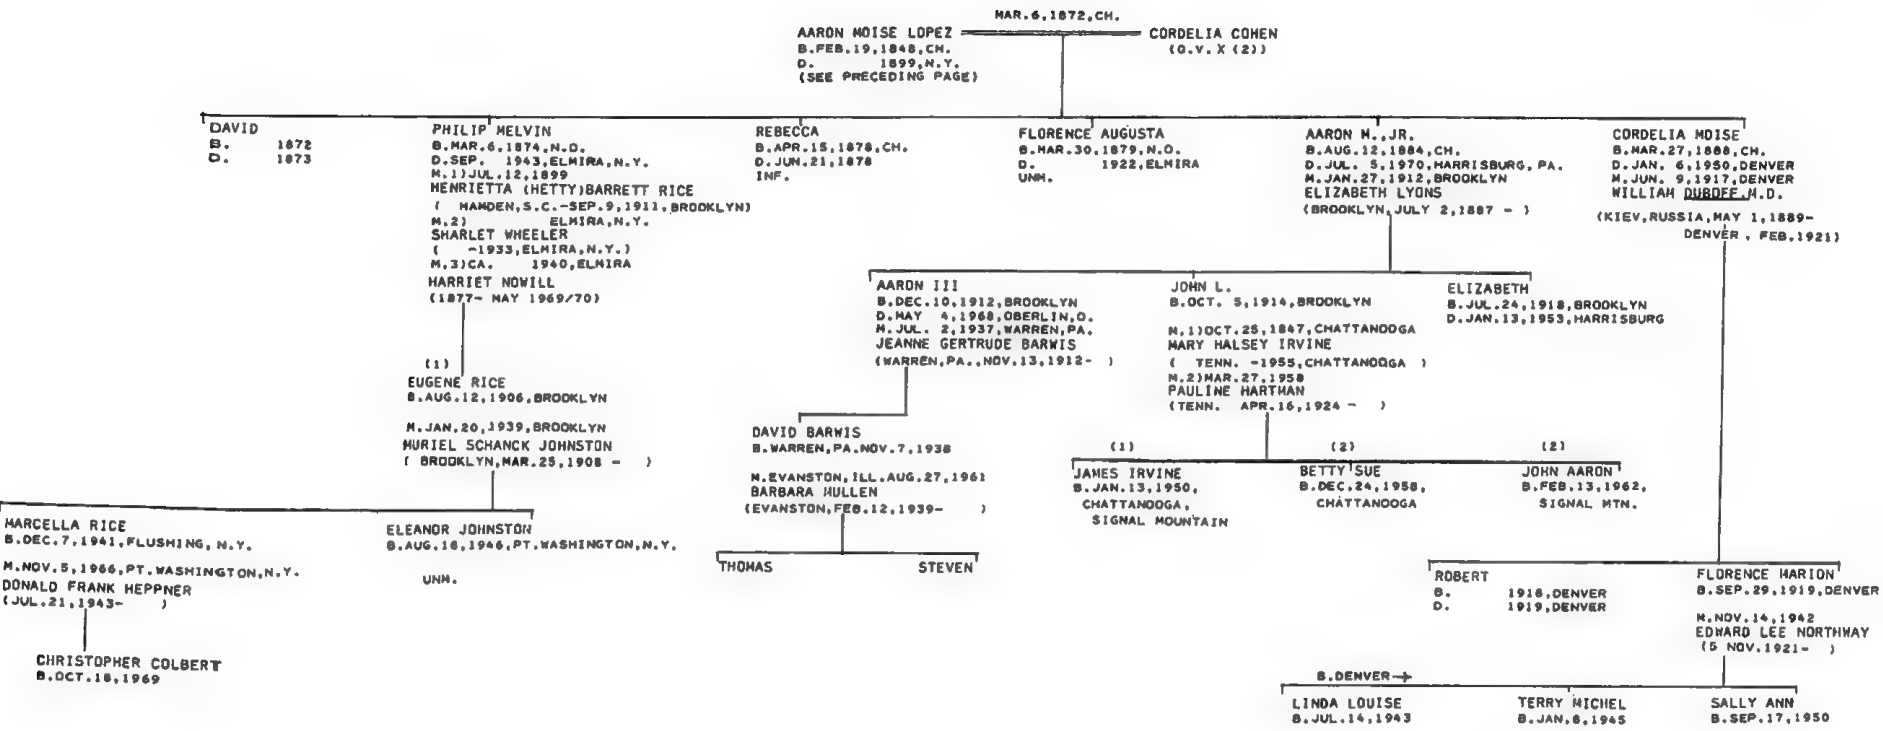 MAR.6,1872,CH.
AARON MOISE LOPEZ
B.FEB.19,1848,CH.
D. 1899,N.Y.
(SEE PRECEDING PAGE)
CORDELIA COHEN
(O.V. X (2))
DAVID
B. 1872
D. 1873
PHILIP MELVIN
B.MAR.6,1874,N.O.
D.SEP. 1943,ELMIRA,N.Y.
M.1)JUL.12,1899
HENRIETTA (HETTY)BARRETT RICE
( HAMDEN,S.C.-SEP.9,1911,BROOKLYN)
M.2) ELMIRA,N.Y.
SHARLET WHEELER
( -1933,ELMIRA,N.Y.)
M.3)CA. 1940,ELMIRA
HARRIET NOWILL
(1877- MAY 1969/70)
REBECCA
B.APR.15,1878,CH.
D.JUN.21,1878
INF.
FLORENCE AUGUSTA
B.MAR.30,1879,N.O.
D. 1922,ELMIRA
UNM.
AARON M.,JR.
B.AUG.12,1884,CH.
D.JUL. 5,1970,HARRISBURG, PA.
M.JAN.27,1912,BROOKLYN
ELIZABETH LYONS
(BROOKLYN,JULY 2,1887 - )
CORDELIA MOISE
B.MAR.27,1888,CH.
D.JAN. 6,1950,DENVER
M.JUN. 9,1917,DENVER
WILLIAM DUBOFF,M.D.
(KIEV,RUSSIA,MAY 1,1889-
DENVER , FEB.1921)
AARON III
B.DEC.10,1912,BROOKLYN
D.MAY 4,1968,OBERLIN,O.
M.JUL. 2,1937,WARREN,PA.
JEANNE GERTRUDE BARWIS
(WARREN,PA.,NOV.13,1912- )
JOHN L.
B.OCT. 5,1914,BROOKLYN
M.1)OCT.25,1847,CHATTANOOGA
MARY HALSEY IRVINE
( TENN. -1955,CHATTANOOGA )
M.2)MAR.27,1958
PAULINE HARTMAN
(TENN. APR.16,1924 - )
ELIZABETH
B.JUL.24,1918,BROOKLYN
D.JAN.13,1953,HARRISBURG
(1)
EUGENE RICE
B.AUG.12,1906,BROOKLYN
M.JAN.20,1939,BROOKLYN
MURIEL SCHANCK JOHNSTON
( BROOKLYN,MAR.25,1908 - )
DAVID BARWIS
B.WARREN,PA.NOV.7,1938
M.EVANSTON,ILL.AUG.27,1961
BARBARA MULLEN
(EVANSTON,FEB.12,1939- )
(1)
JAMES IRVINE
B.JAN.13,1950,
CHATTANOOGA,
SIGNAL MOUNTAIN
(2)
BETTY SUE
B.DEC.24,1958,
CHATTANOOGA
(2)
JOHN AARON
B.FEB.13,1962,
SIGNAL MTN.
MARCELLA RICE
B.DEC.7,1941,FLUSHING, N.Y.
M.NOV.5,1966,PT.WASHINGTON,N.Y.
DONALD FRANK HEPPNER
(JUL.21,1943- )
ELEANOR JOHNSTON
B.AUG.16,1946,PT.WASHINGTON,N.Y.
UNM.
THOMAS
STEVEN
ROBERT
B. 1918,DENVER
D. 1919,DENVER
FLORENCE MARION
B.SEP.29,1919,DENVER
M.NOV.14,1942
EDWARD LEE NORTHWAY
(5 NOV.1921- )
CHRISTOPHER COLBERT
B.OCT.18,1969
B.DENVER→
LINDA LOUISE
B.JUL.14,1943
TERRY MICHEL
B.JAN.8,1945
SALLY ANN
B.SEP.17,1950